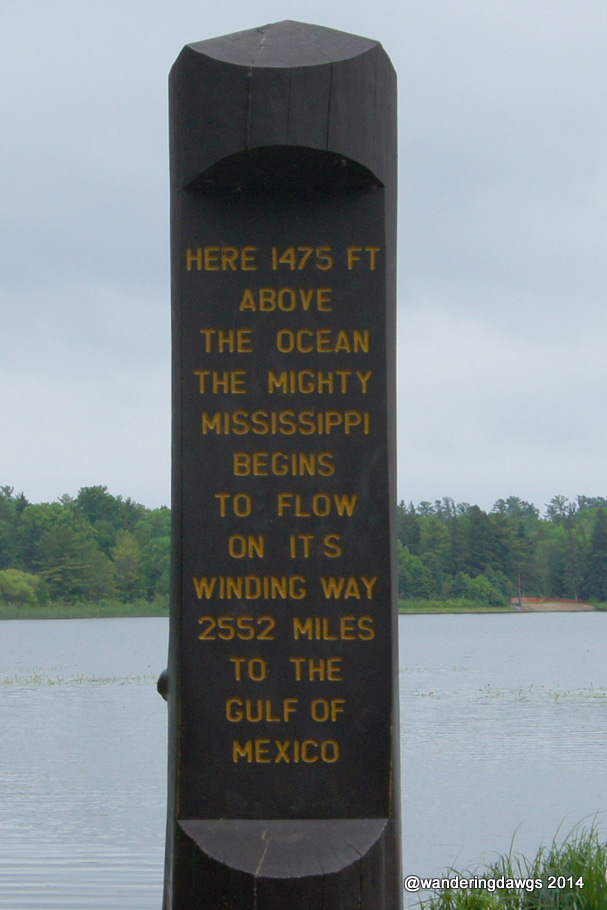 HERE 1475 FT
ABOVE
THE OCEAN
THE MIGHTY
MISSISSIPPI
BEGINS
TO FLOW
ON ITS
WINDING WAY
2552 MILES
TO THE
GULF OF
MEXICO
@wanderingdawgs 2014